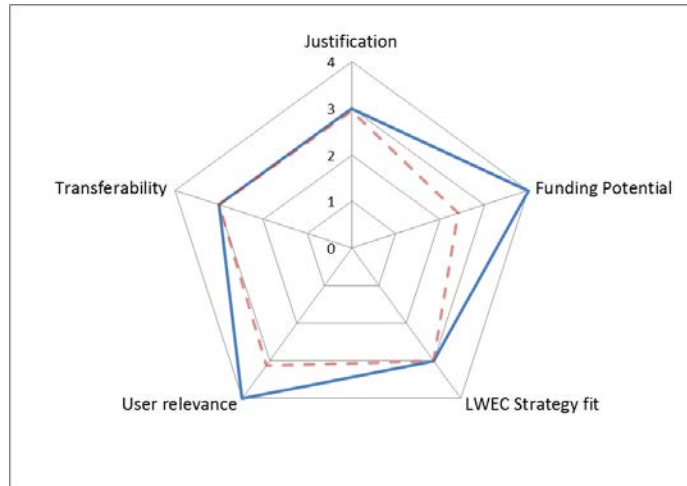 Justification
4
3
2
1
0
Transferability
Funding Potential
User relevance
LWEC Strategy fit